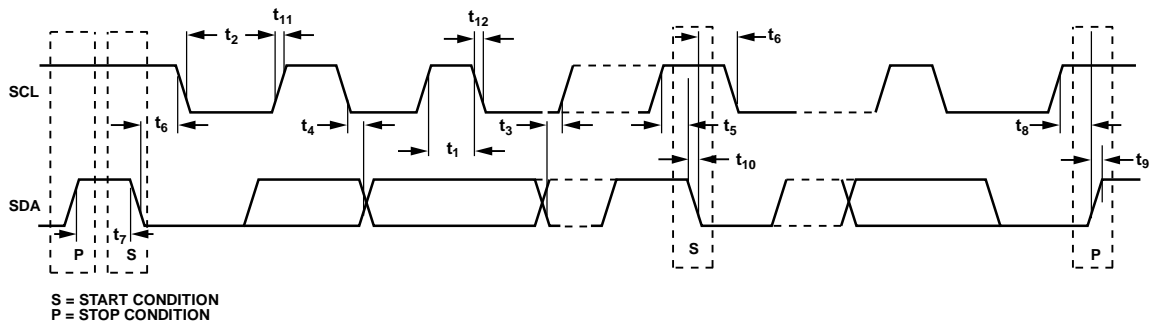 t11
t12
t2
t6
SCL
t6
t4
t3
t5
t8
t1
t10
t9
SDA
t7
P
S
S
P
S = START CONDITION
P = STOP CONDITION